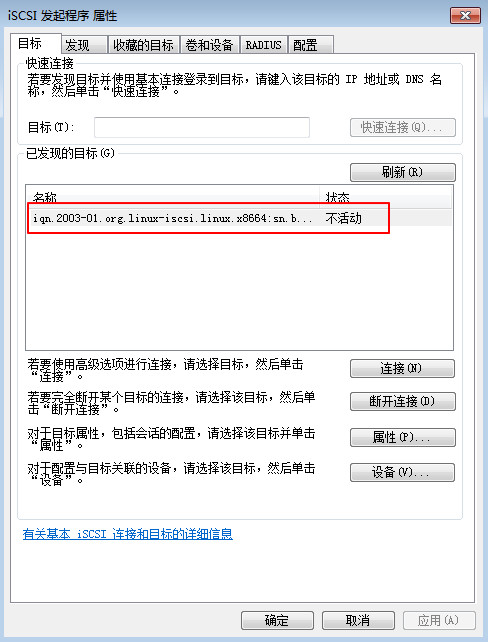 iSCSI 发起程序 属性
目标 发现 收藏的目标 卷和设备 RADIUS 配置
快速连接
若要发现目标并使用基本连接登录到目标，请键入该目标的 IP 地址或 DNS 名
称，然后单击“快速连接”。
目标(T): 快速连接(Q)...
已发现的目标(G)
刷新(R)
名称 状态
iqn.2003-01.org.linux-iscsi.linux.x8664:sn.b... 不活动
若要使用高级选项进行连接，请选择目标，然后单击
“连接”。
连接(N)
若要完全断开某个目标的连接，请选择该目标，然后单
击“断开连接”。
断开连接(D)
对于目标属性，包括会话的配置，请选择该目标并单击
“属性”。
属性(P)...
对于配置与目标关联的设备，请选择该目标，然后单击
“设备”。
设备(V)...
有关基本 iSCSI 连接和目标的详细信息
确定 取消 应用(A)